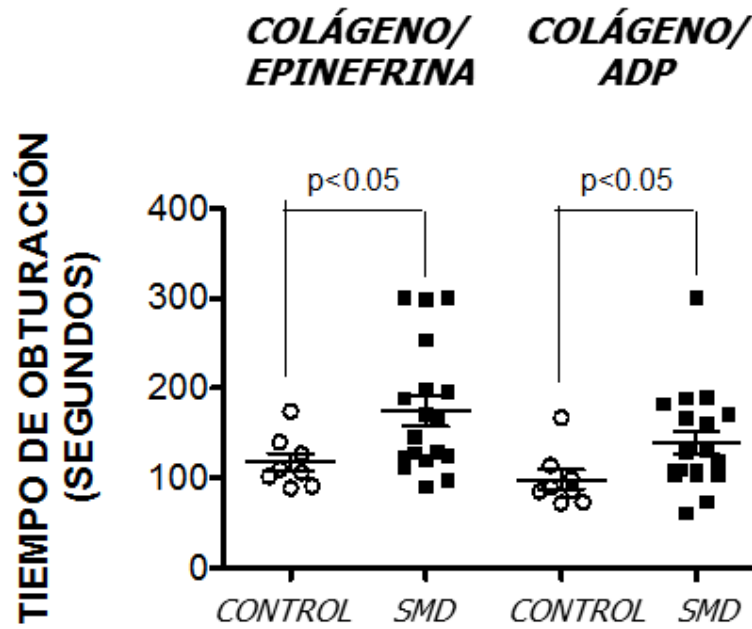 COLÁGENO/
EPINEFRINA
COLÁGENO/
ADP
p<0.05
p<0.05
TIEMPO DE OBTURACIÓN
(SEGUNDOS)
400
300
200
100
0
CONTROL
SMD
CONTROL
SMD